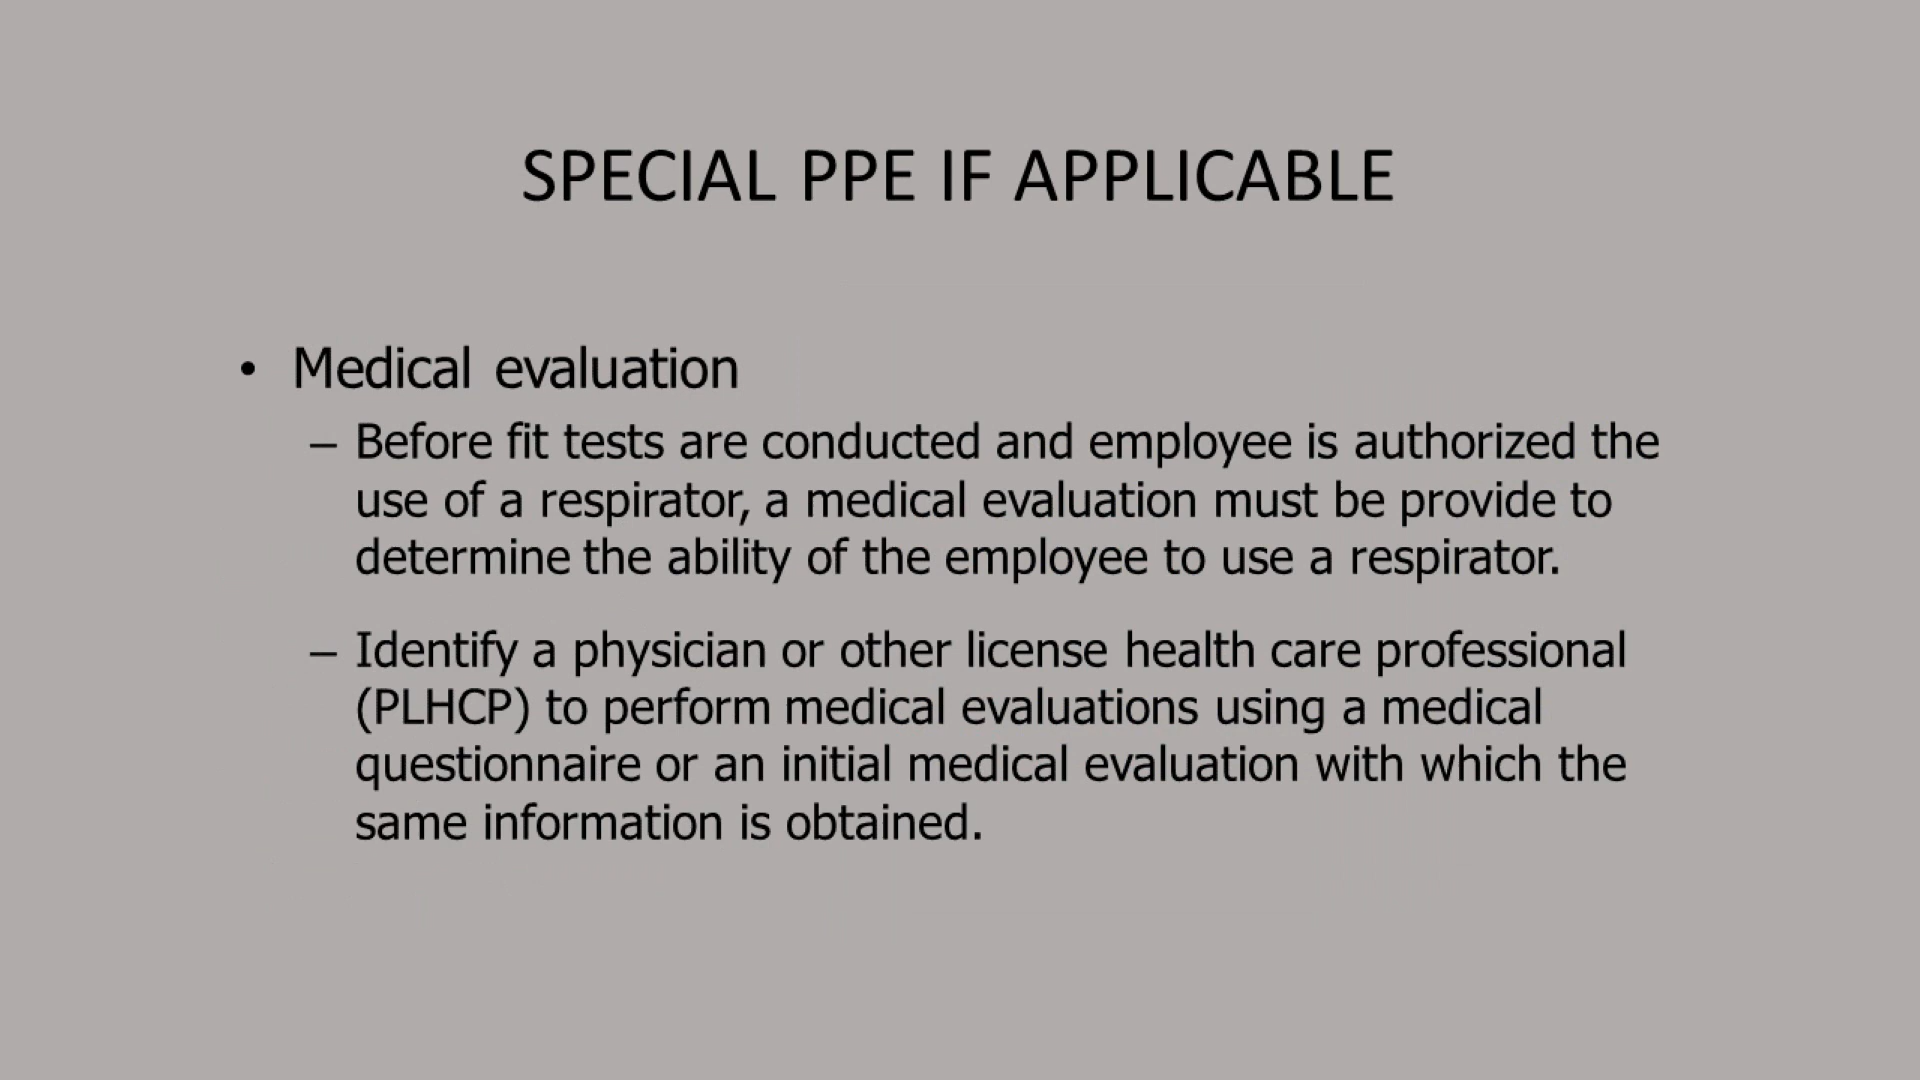 SPECIAL PPE IF APPLICABLE
• Medical evaluation
– Before fit tests are conducted and employee is authorized the
use of a respirator, a medical evaluation must be provide to
determine the ability of the employee to use a respirator.
– Identify a physician or other license health care professional
(PLHCP) to perform medical evaluations using a medical
questionnaire or an initial medical evaluation with which the
same information is obtained.